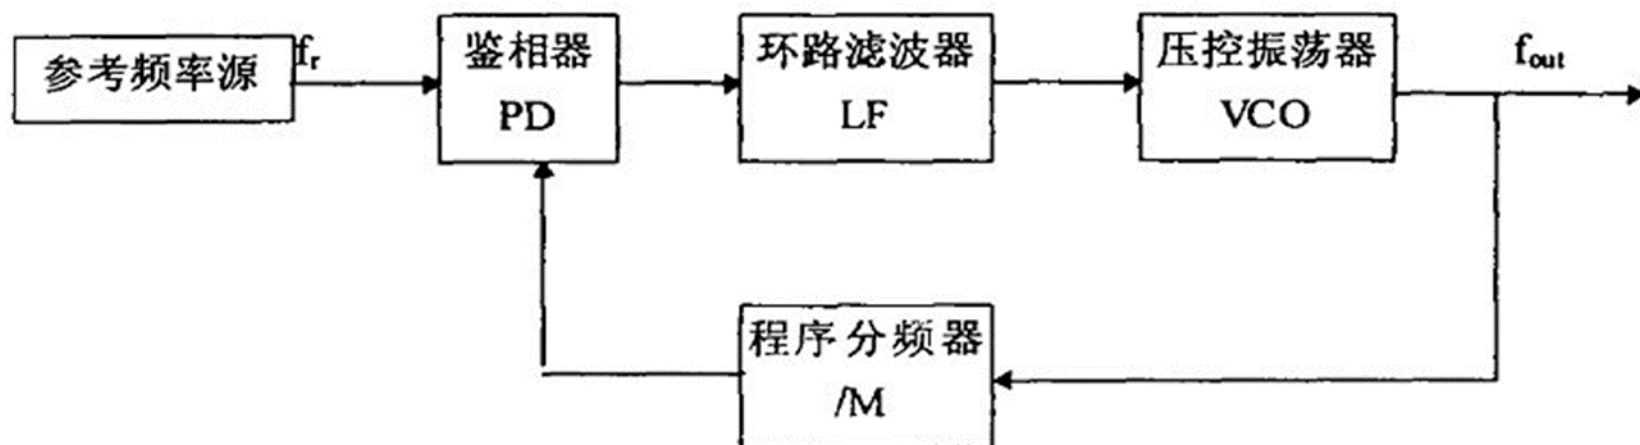 参考频率源
fr
鉴相器
PD
环路滤波器
LF
压控振荡器
VCO
fout
程序分频器
/M